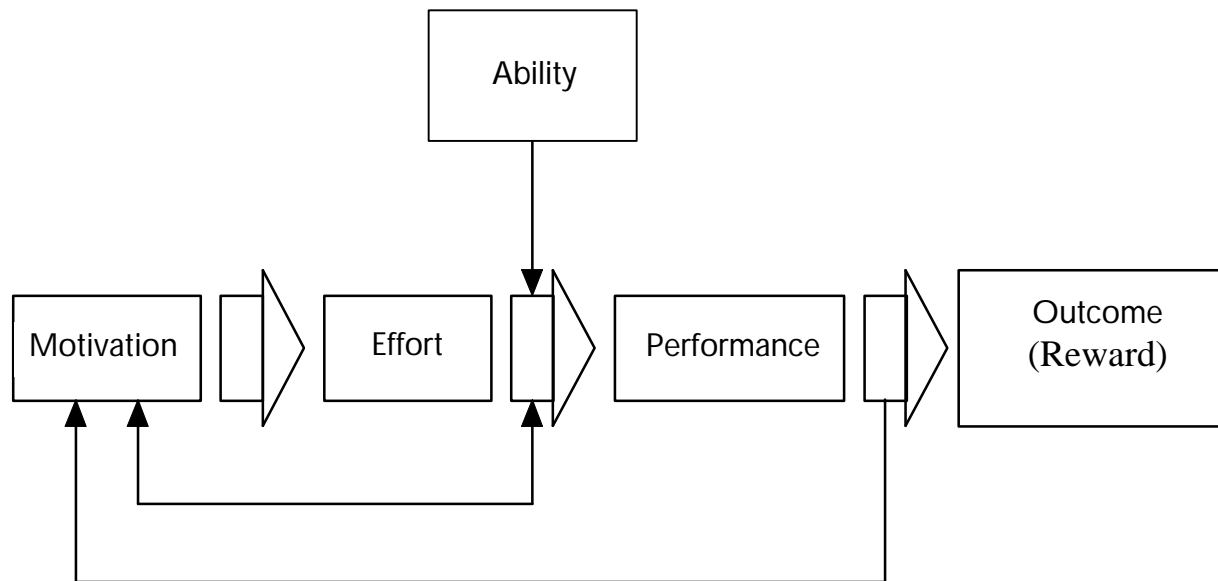 Ability
Motivation
Effort
Performance
Outcome
(Reward)